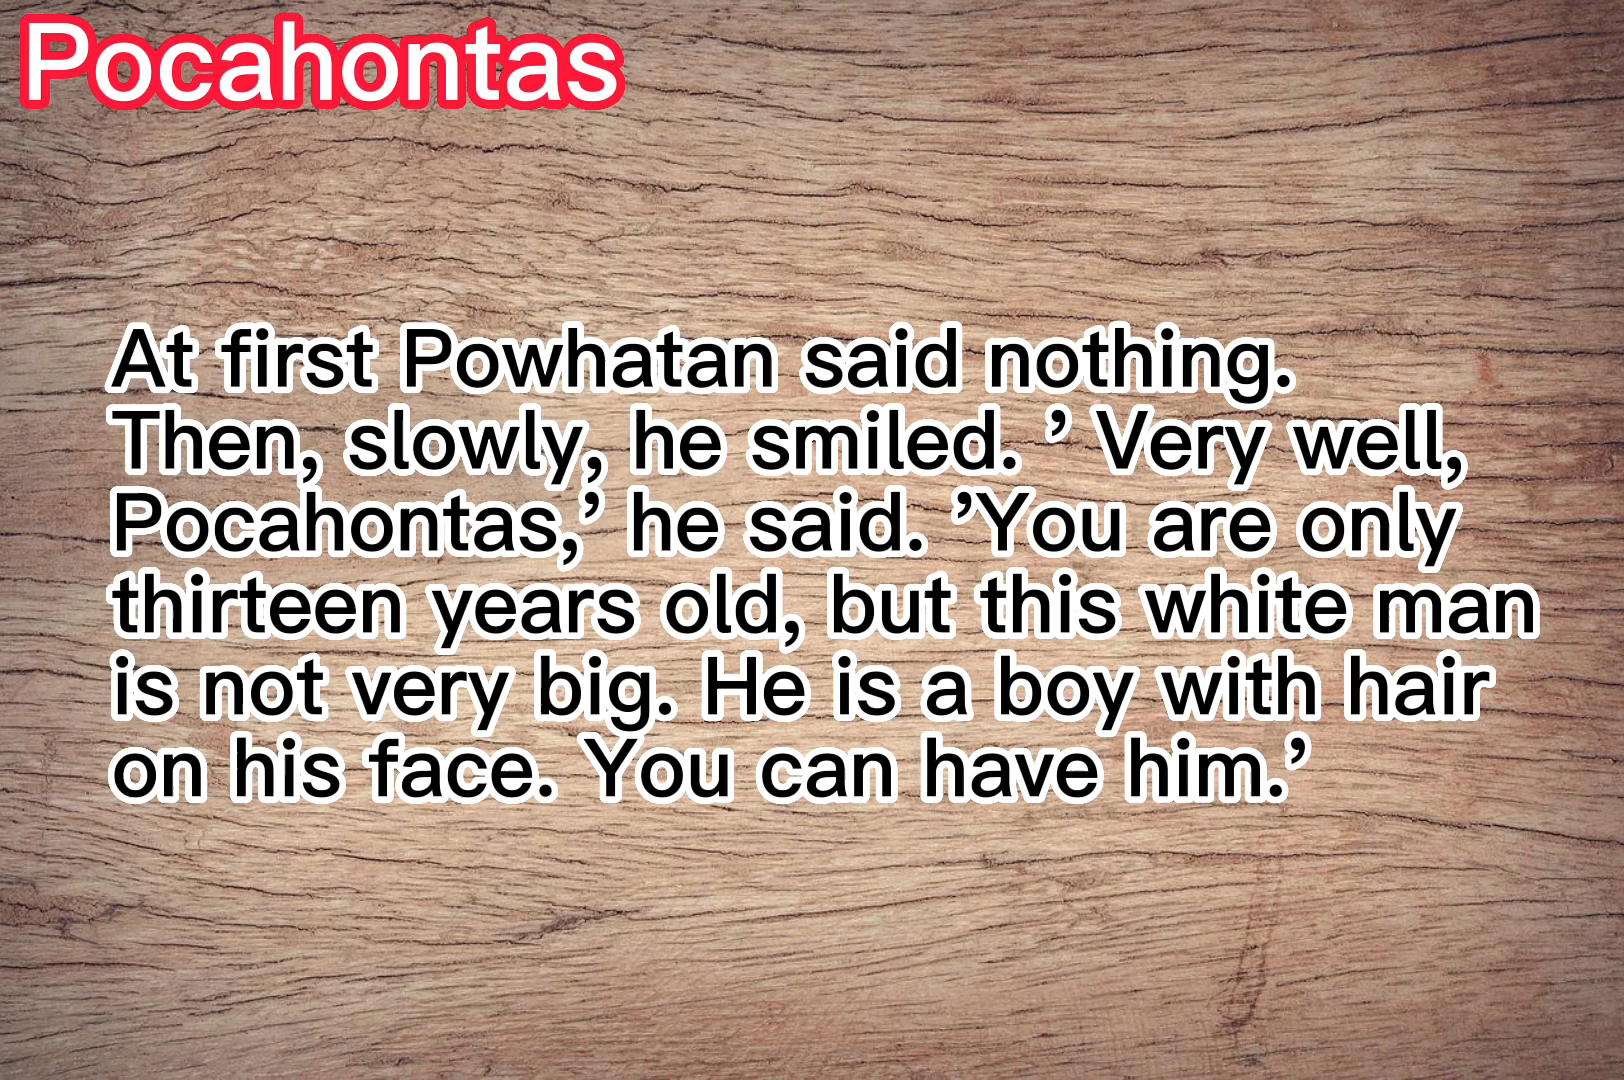 Pocahontas
At first Powhatan said nothing.
Then, slowly, he smiled. ’ Very well,
Pocahontas,’ he said. ’You are only
thirteen years old, but this white man
is not very big. He is a boy with hair
on his face. You can have him.’